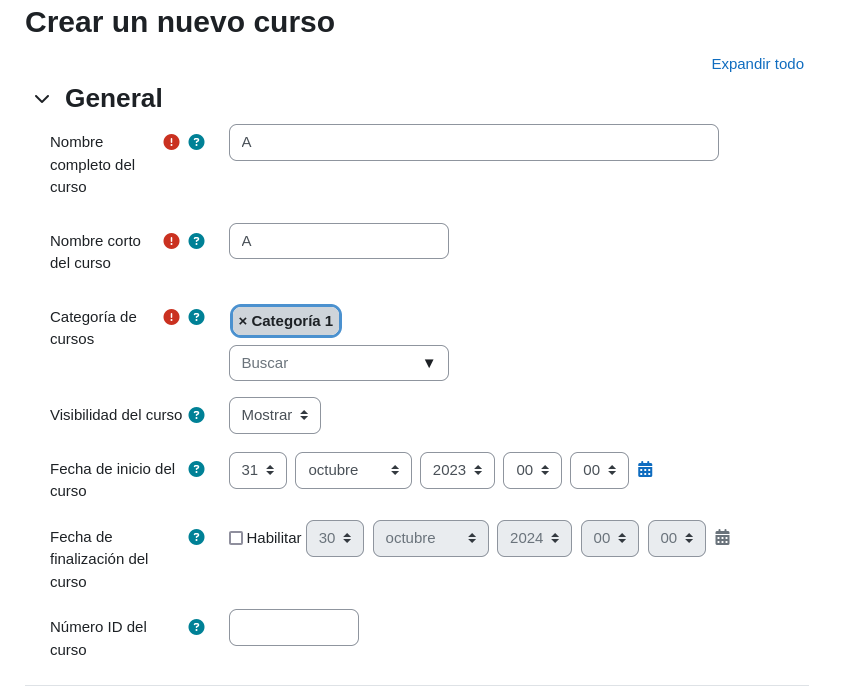 Crear un nuevo curso
Expandir todo
General
Nombre
completo del
curso
A
Nombre corto
del curso
A
Categoría de
cursos
× Categoría 1
Buscar ▼
Visibilidad del curso
Mostrar
Fecha de inicio del
curso
31 octubre 2023 00 00
Fecha de
finalización del
curso
Habilitar 30 octubre 2024 00 00
Número ID del
curso